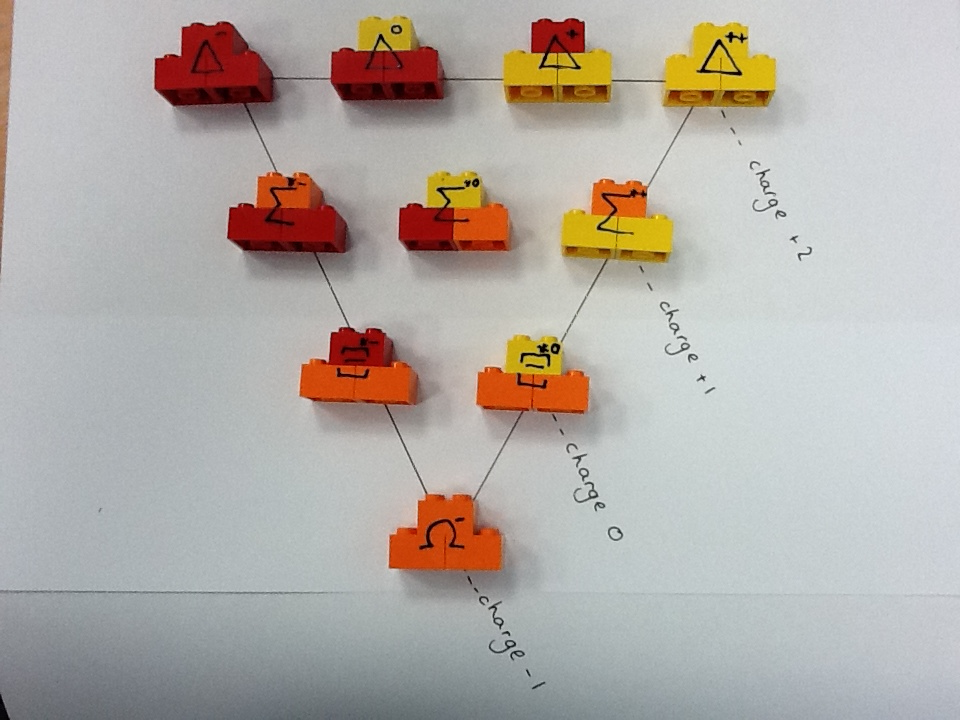 Δ⁻ Δ⁰ Δ⁺ Δ⁺⁺
Σ*⁻ Σ*⁰ Σ*⁺
Ξ*⁻ Ξ*⁰
Ω⁻
charge +2
charge +1
charge 0
charge -1